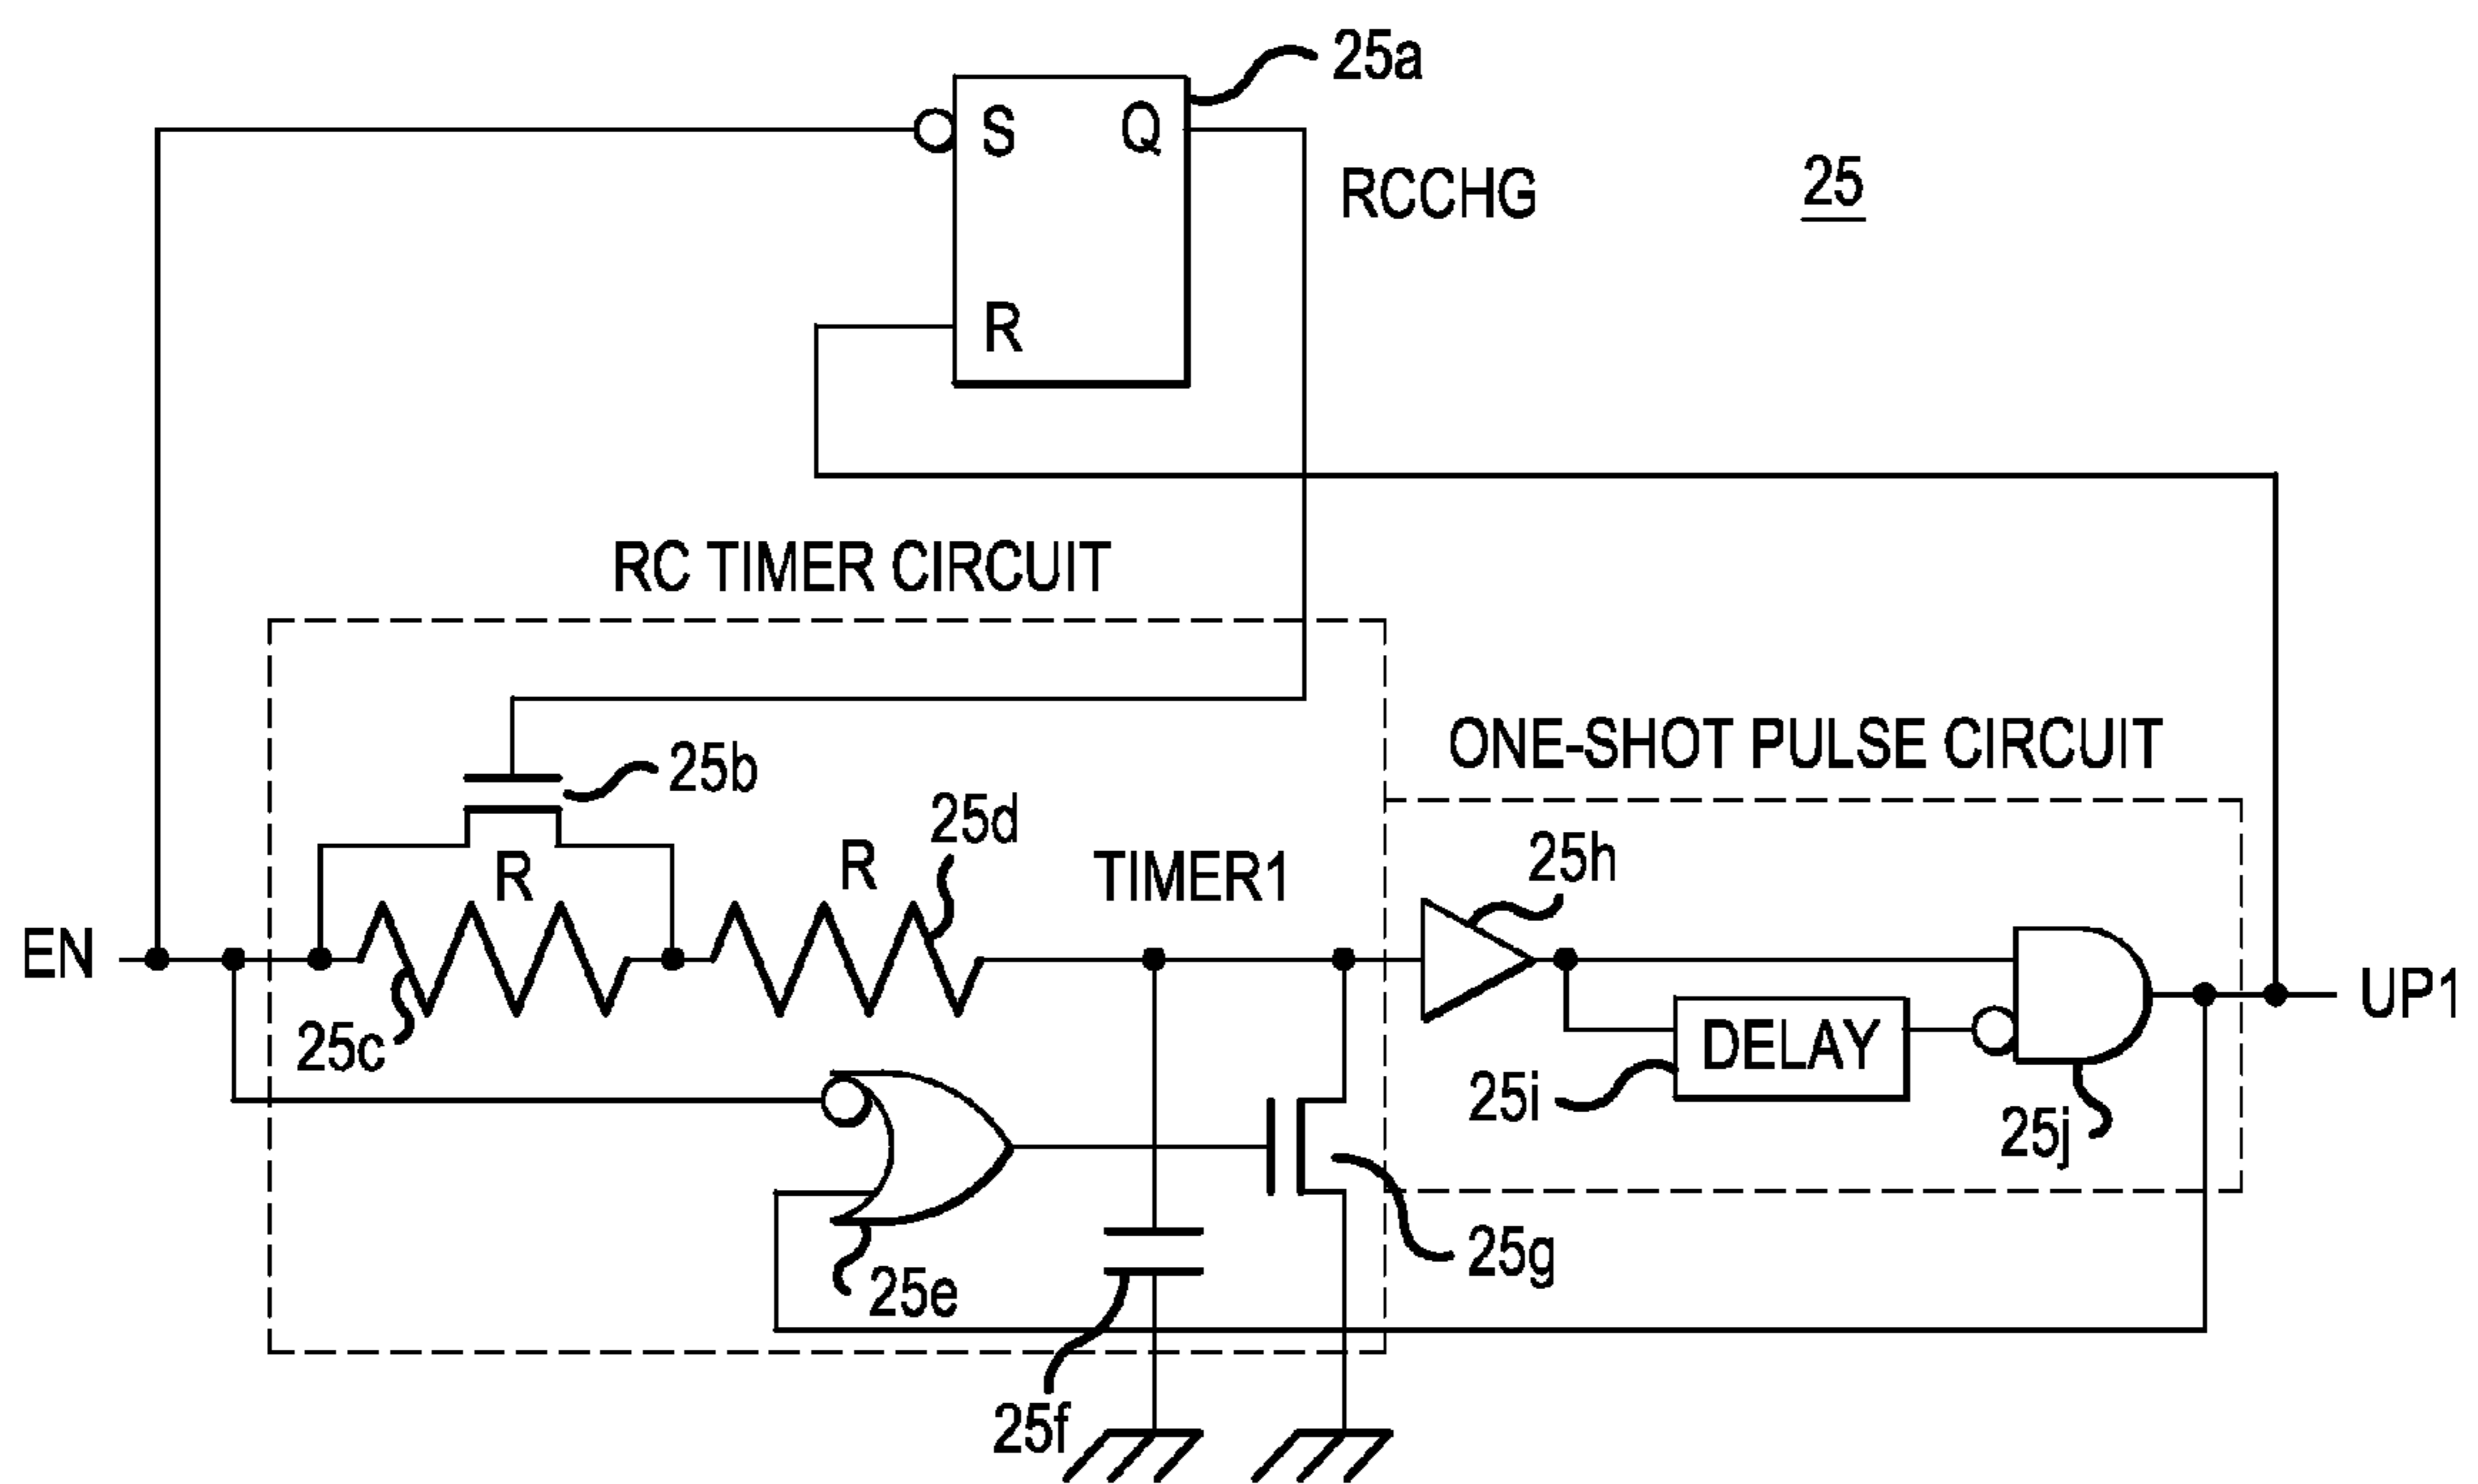 25a
S
Q
RCCHG
25
R
RC TIMER CIRCUIT
ONE-SHOT PULSE CIRCUIT
25b
25d
R
R
TIMER1
25h
EN
25c
DELAY
UP1
25i
25j
25e
25g
25f